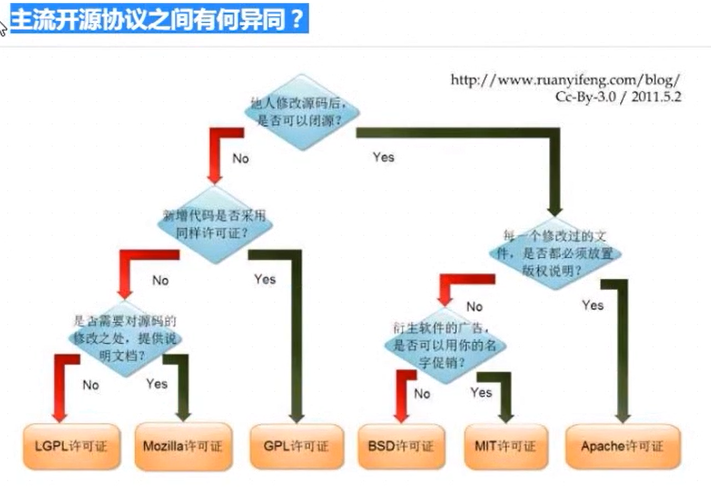 主流开源协议之间有何异同？
http://www.ruanyifeng.com/blog/
Cc-By-3.0 / 2011.5.2
他人修改源码后，
是否可以闭源？
No
Yes
新增代码是否采用
同样许可证？
每一个修改过的文
件，是否都必须放置
版权说明？
No
Yes
No
Yes
是否需要对源码的
修改之处，提供说
明文档？
衍生软件的广告，
是否可以用你的名
字促销？
No
Yes
No
Yes
LGPL许可证
Mozilla许可证
GPL许可证
BSD许可证
MIT许可证
Apache许可证